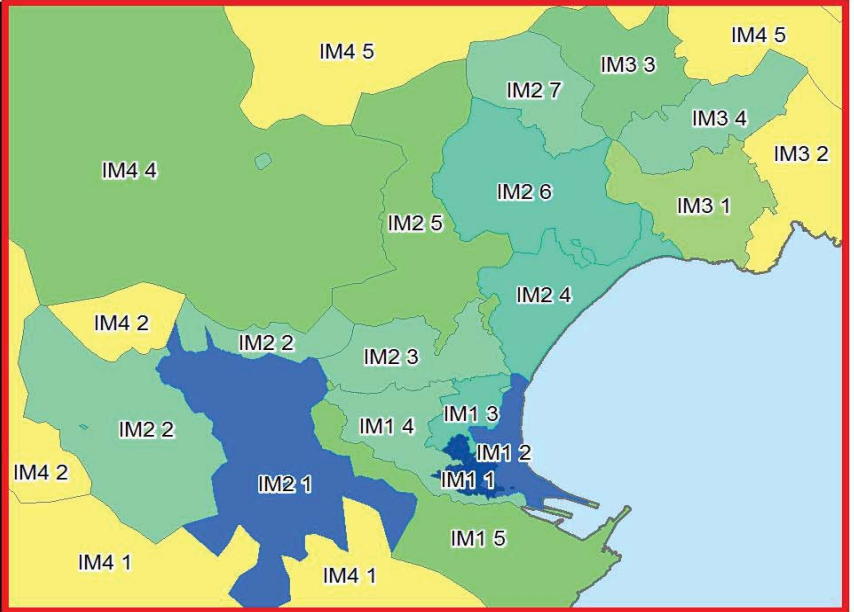 IM4 5
IM4 5
IM3 3
IM2 7
IM3 4
IM3 2
IM4 4
IM2 6
IM3 1
IM2 5
IM2 4
IM4 2
IM2 2
IM2 3
IM1 3
IM1 4
IM2 2
IM1 2
IM4 2
IM1 1
IM2 1
IM1 5
IM4 1
IM4 1